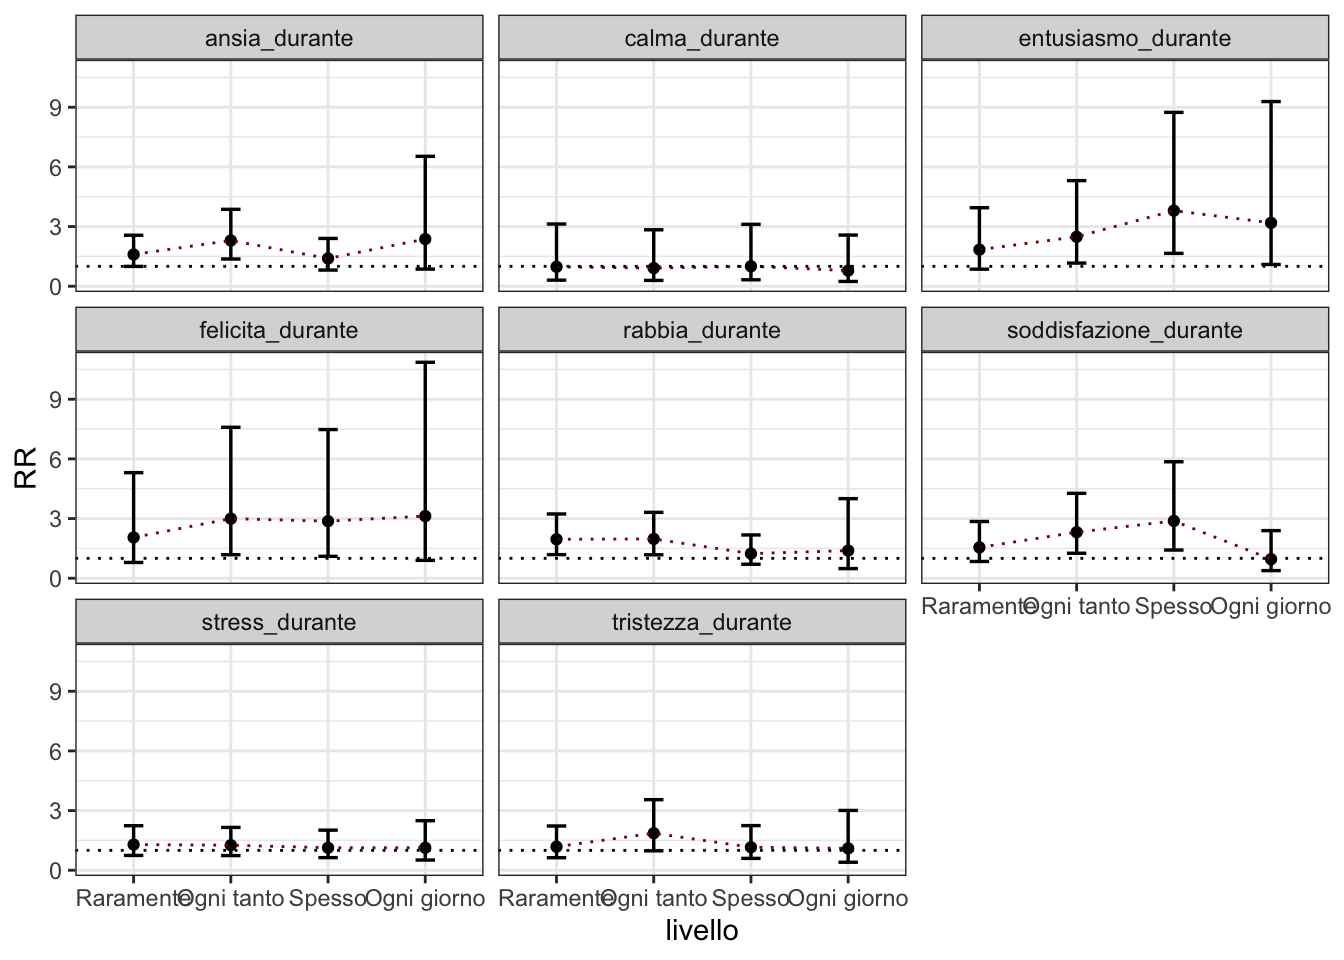 ansia_durante
calma_durante
entusiasmo_durante
9
6
3
0
felicita_durante
rabbia_durante
soddisfazione_durante
9
6
3
0
RR
Raramente Ogni tanto Spesso Ogni giorno
stress_durante
tristezza_durante
9
6
3
0
Raramente Ogni tanto Spesso Ogni giorno
Raramente Ogni tanto Spesso Ogni giorno
livello